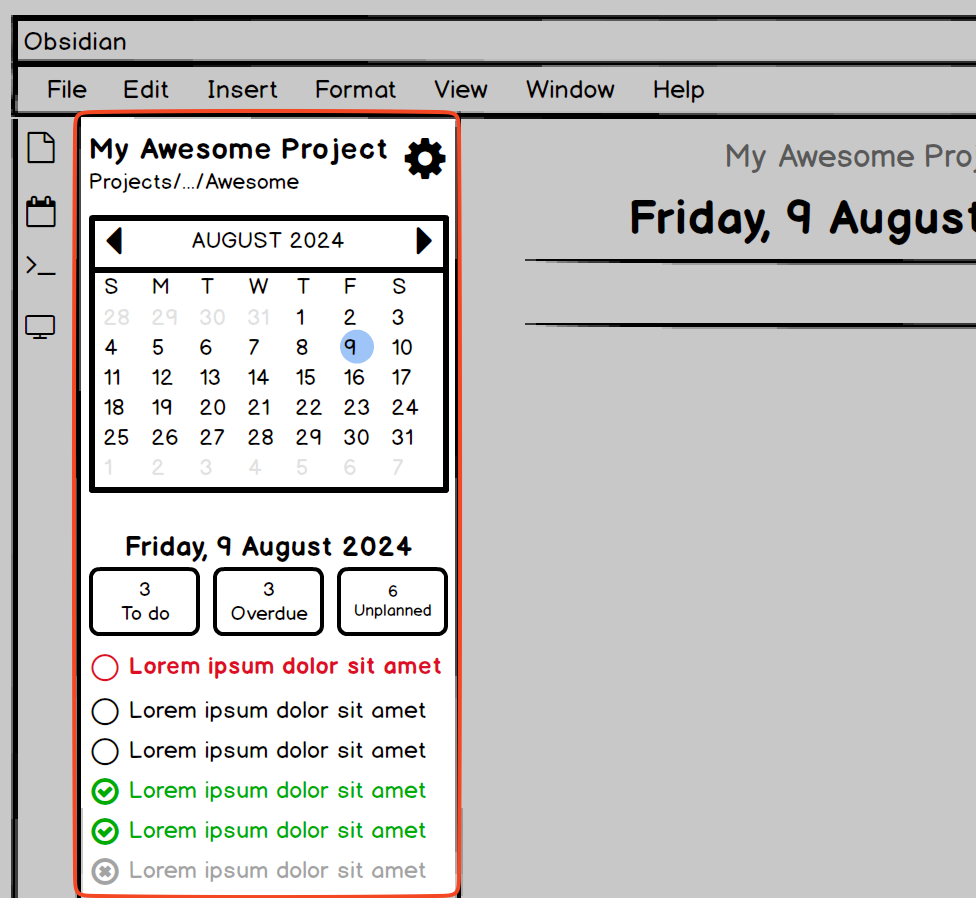 Obsidian
File Edit Insert Format View Window Help
My Awesome Project
Projects/.../Awesome
AUGUST 2024
S M T W T F S
28 29 30 31 1 2 3
4 5 6 7 8 9 10
11 12 13 14 15 16 17
18 19 20 21 22 23 24
25 26 27 28 29 30 31
1 2 3 4 5 6 7
Friday, 9 August 2024
3
To do
3
Overdue
6
Unplanned
Lorem ipsum dolor sit amet
Lorem ipsum dolor sit amet
Lorem ipsum dolor sit amet
Lorem ipsum dolor sit amet
Lorem ipsum dolor sit amet
Lorem ipsum dolor sit amet
My Awesome Proj
Friday, 9 August